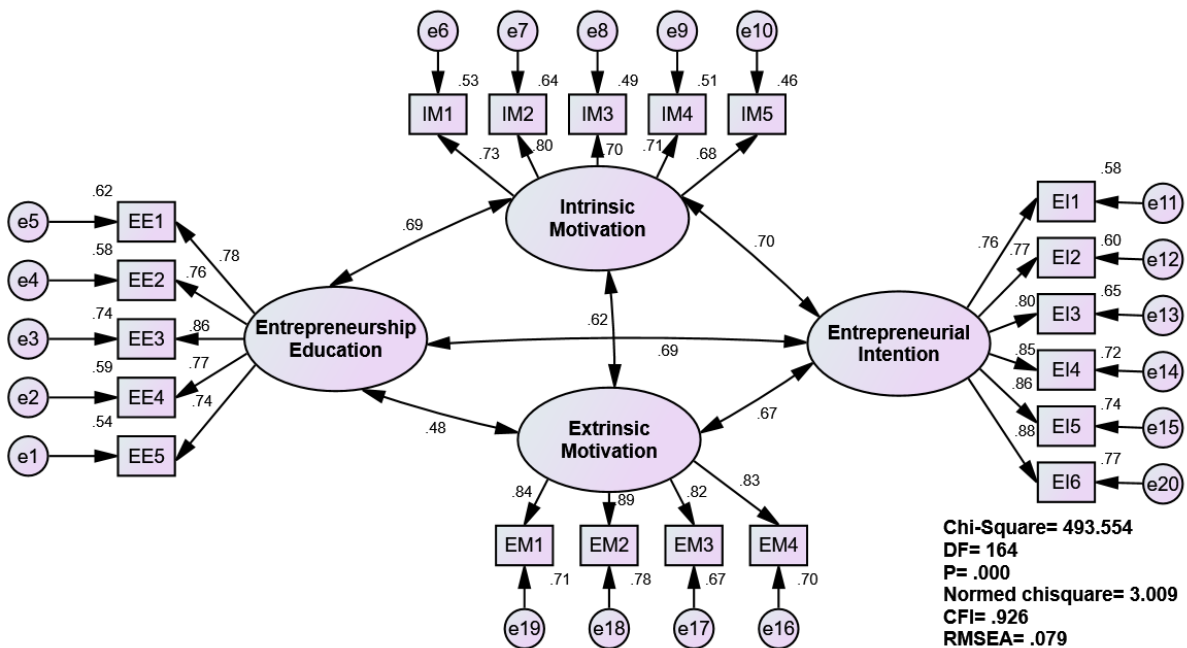 e6 e7 e8 e9 e10
.53 .64 .49 .51 .46
IM1 IM2 IM3 IM4 IM5
.73 .80 .70 .71 .68
Intrinsic
Motivation
.69
.70
.62
.69
.48
.67
e5 EE1 .62
e4 EE2 .58
e3 EE3 .74
e2 EE4 .59
e1 EE5 .54
.78
.76
.86
.77
.74
Entrepreneurship
Education
Entrepreneurial
Intention
.76
.77
.80
.85
.86
.88
EI1 .58 e11
EI2 .60 e12
EI3 .65 e13
EI4 .72 e14
EI5 .74 e15
EI6 .77 e20
Extrinsic
Motivation
.84 .89 .82 .83
EM1 EM2 EM3 EM4
.71 .78 .67 .70
e19 e18 e17 e16
Chi-Square= 493.554
DF= 164
P= .000
Normed chisquare= 3.009
CFI= .926
RMSEA= .079